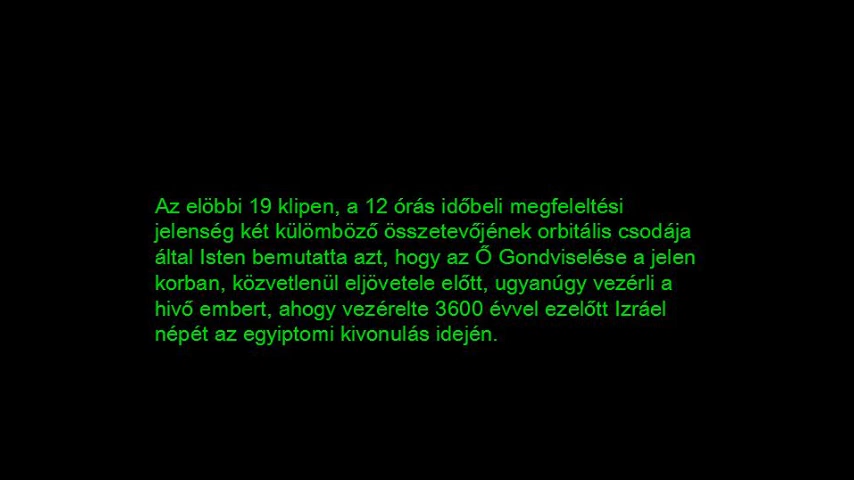 Az elöbbi 19 klipen, a 12 órás időbeli megfeleltési
jelenség két külömböző összetevőjének orbitális csodája
által Isten bemutatta azt, hogy az Ő Gondviselése a jelen
korban, közvetlenül eljövetele előtt, ugyanúgy vezérli a
hivő embert, ahogy vezérelte 3600 évvel ezelőtt Izráel
népét az egyiptomi kivonulás idején.